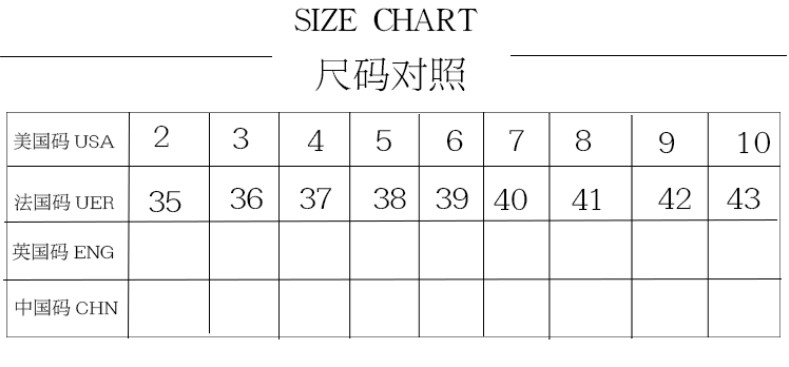 SIZE CHART
尺码对照
美国码 USA 2 3 4 5 6 7 8 9 10
法国码 UER 35 36 37 38 39 40 41 42 43
英国码 ENG
中国码 CHN